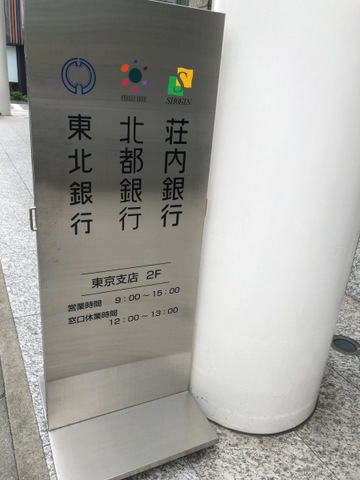 荘内銀行
北都銀行
東北銀行
SHOGIN
東京支店 2F
営業時間 9:00～15:00
窓口休業時間 12:00～13:00